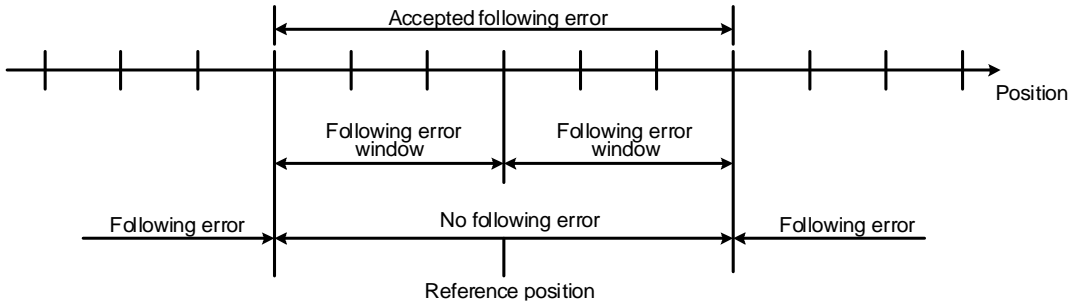 Accepted following error
Position
Following error
window
Following error
window
Following error
No following error
Following error
Reference position